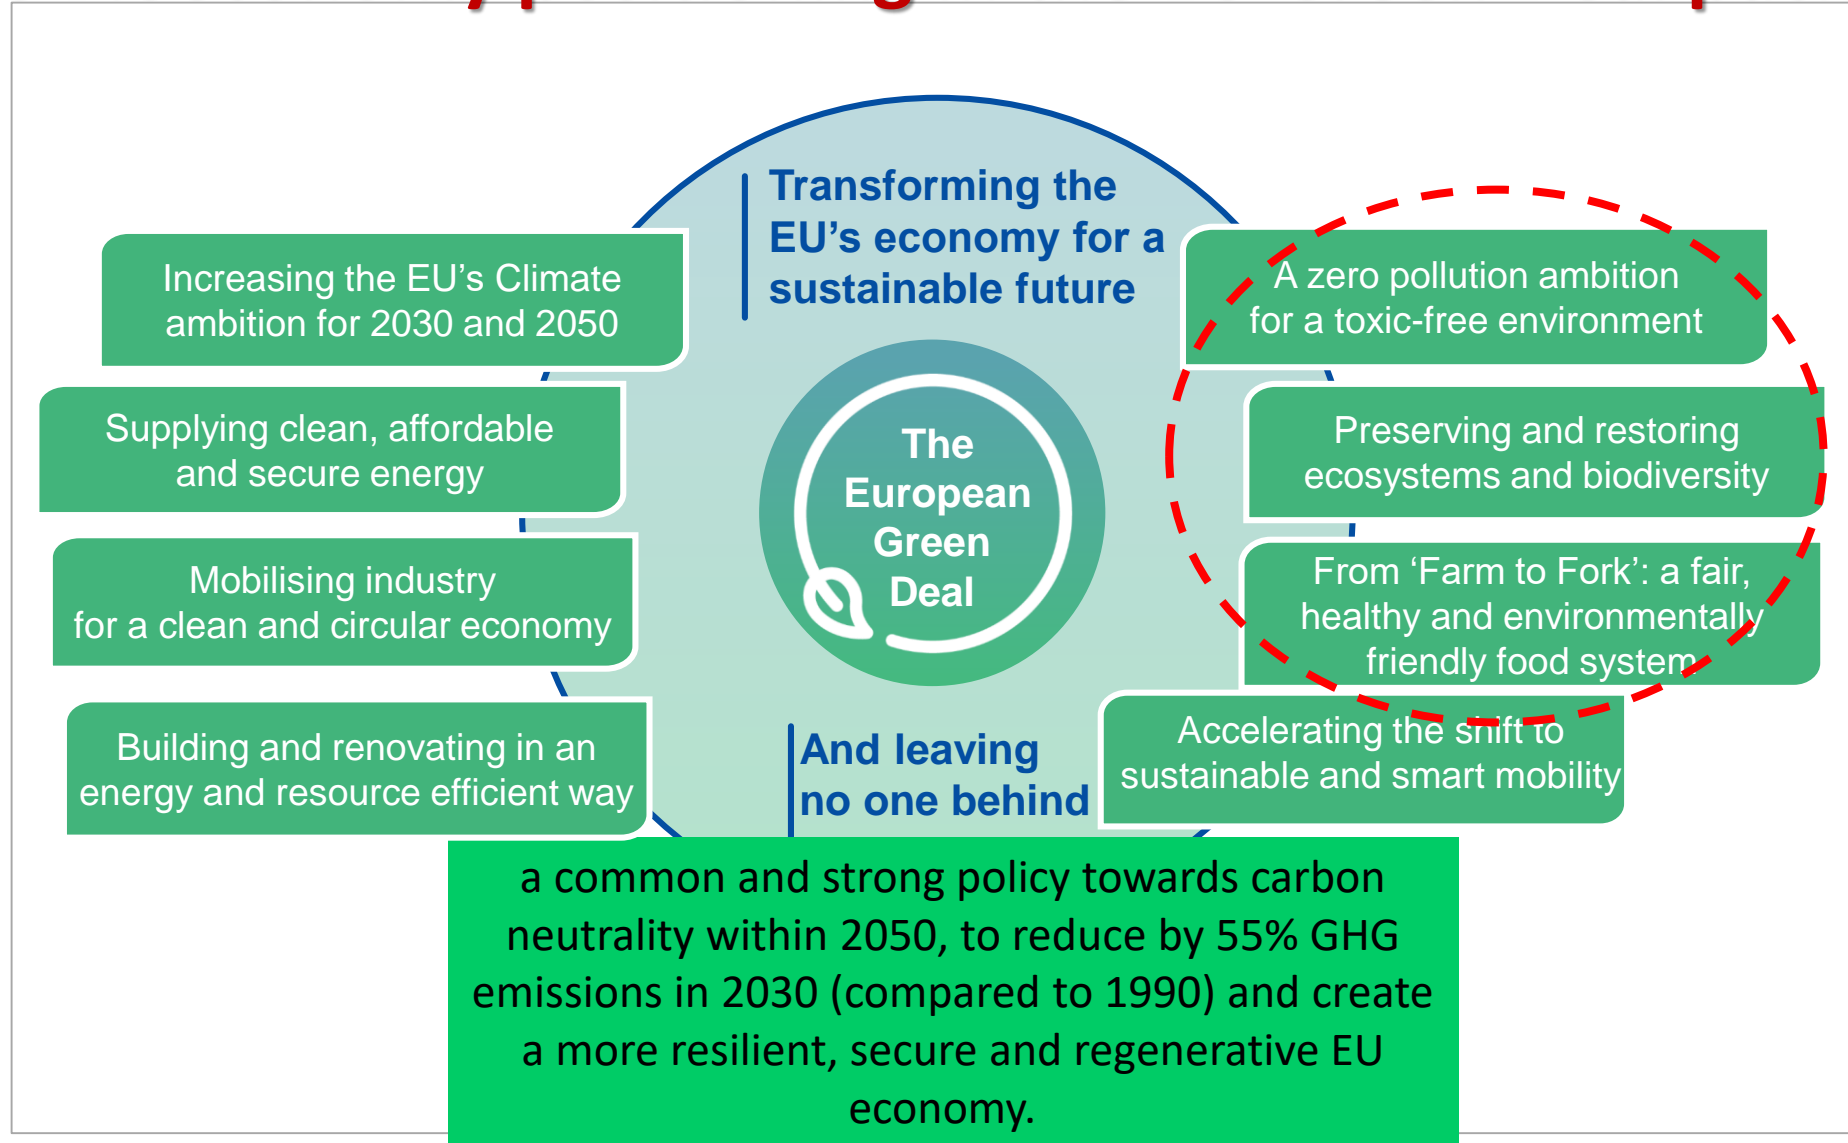 Transforming the
EU’s economy for a
sustainable future
Increasing the EU’s Climate
ambition for 2030 and 2050
Supplying clean, affordable
and secure energy
Mobilising industry
for a clean and circular economy
Building and renovating in an
energy and resource efficient way
The
European
Green
Deal
A zero pollution ambition
for a toxic-free environment
Preserving and restoring
ecosystems and biodiversity
From ‘Farm to Fork’: a fair,
healthy and environmentally
friendly food system
Accelerating the shift to
sustainable and smart mobility
And leaving
no one behind
a common and strong policy towards carbon
neutrality within 2050, to reduce by 55% GHG
emissions in 2030 (compared to 1990) and create
a more resilient, secure and regenerative EU
economy.